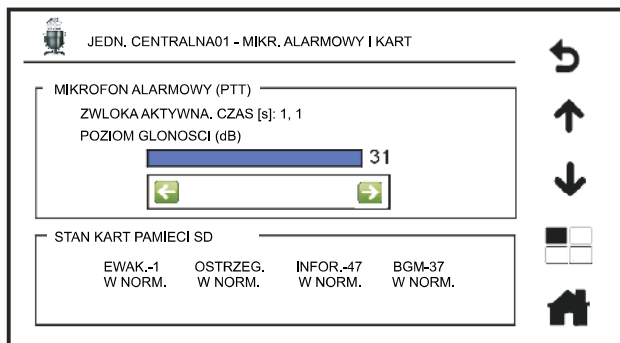 JEDN. CENTRALNA01 - MIKR. ALARMOWY I KART
MIKROFON ALARMOWY (PTT)
ZWLOKA AKTYWNA. CZAS [s]: 1, 1
POZIOM GLONOSCI (dB)
31
STAN KART PAMIECI SD
EWAK.-1 OSTRZEG. INFOR.-47 BGM-37
W NORM. W NORM. W NORM. W NORM.